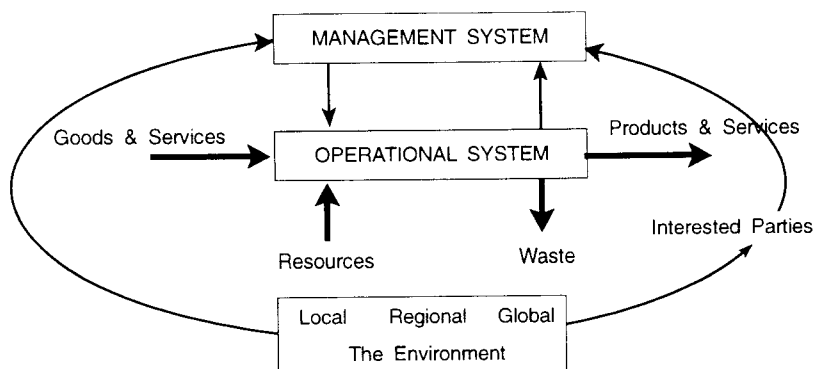 MANAGEMENT SYSTEM
Goods & Services
Products & Services
OPERATIONAL SYSTEM
Interested Parties
Resources
Waste
Local Regional Global
The Environment